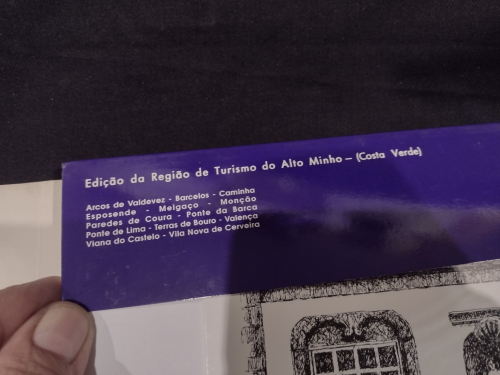 Edição da Região de Turismo do Alto Minho – (Costa Verde)
Arcos de Valdevez - Barcelos - Caminha
Esposende - Melgaço - Monção
Paredes de Coura - Ponte da Barca
Ponte de Lima - Terras de Bouro - Valença
Viana do Castelo - Vila Nova de Cerveira